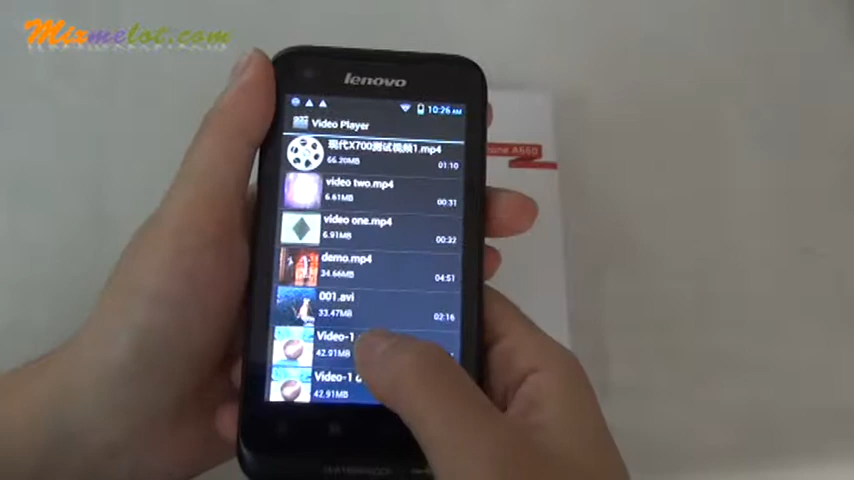 Mixmelot.com
lenovo
10:26 AM
Video Player
现代X700测试视频1.mp4
66.20MB 01:10
video two.mp4
6.61MB 00:31
video one.mp4
6.91MB 00:32
demo.mp4
34.66MB 04:51
001.avi
33.47MB 02:16
Video-1
42.91MB
Video-1
42.91MB
A660